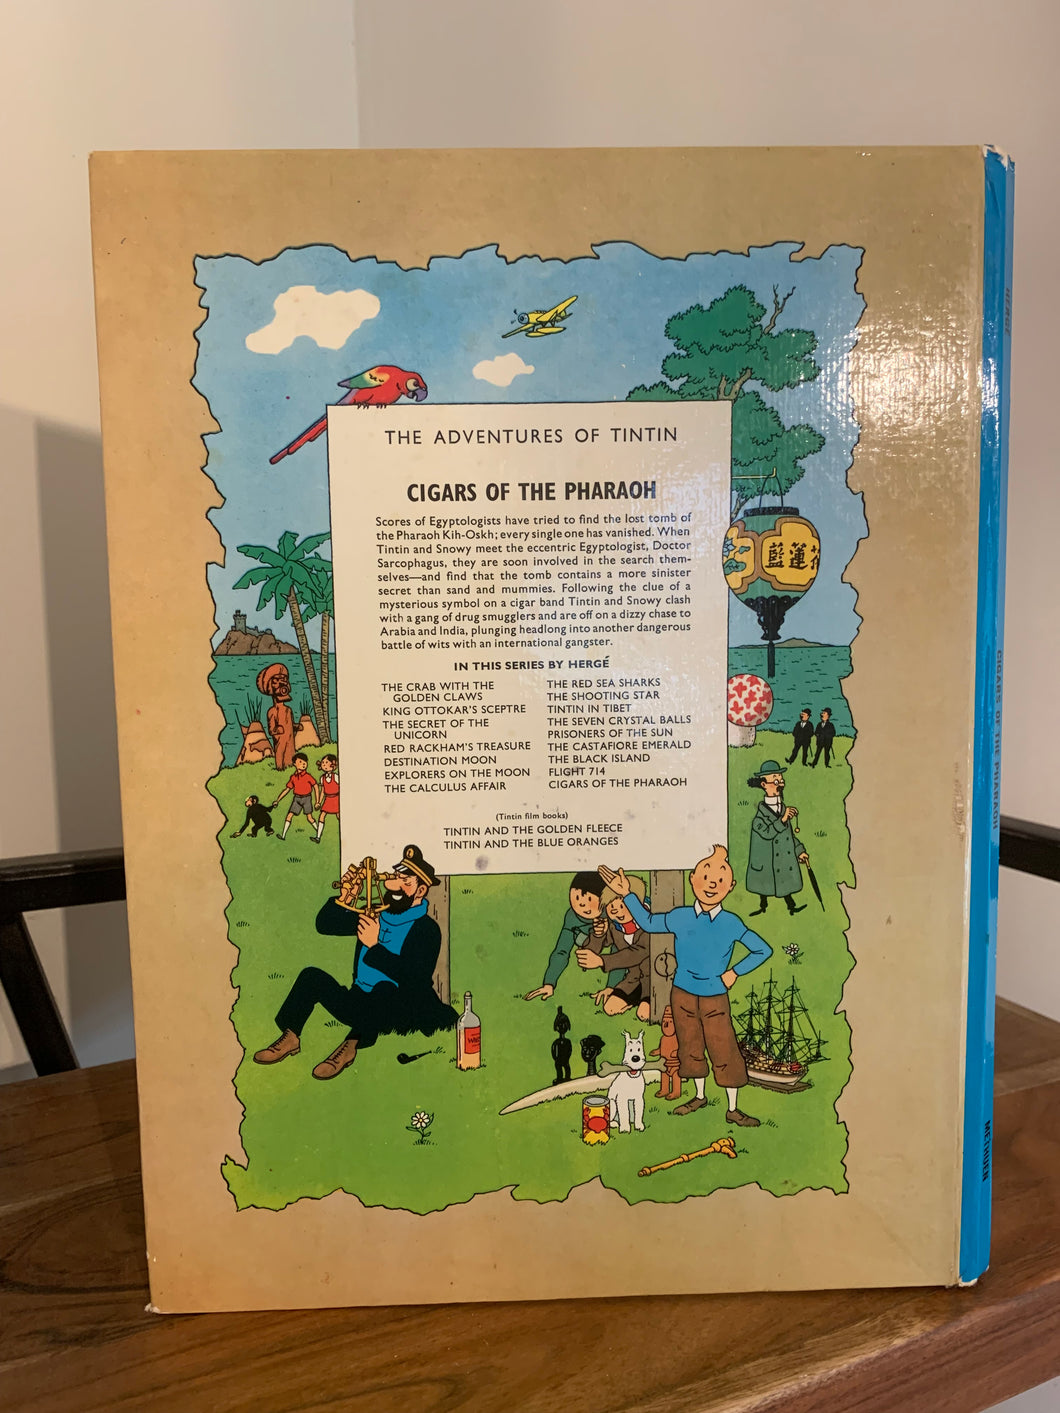 THE ADVENTURES OF TINTIN
CIGARS OF THE PHARAOH
Scores of Egyptologists have tried to find the lost tomb of
the Pharaoh Kih-Oskh; every single one has vanished. When
Tintin and Snowy meet the eccentric Egyptologist, Doctor
Sarcophagus, they are soon involved in the search them-
selves—and find that the tomb contains a more sinister
secret than sand and mummies. Following the clue of a
mysterious symbol on a cigar band Tintin and Snowy clash
with a gang of drug smugglers and are off on a dizzy chase to
Arabia and India, plunging headlong into another dangerous
battle of wits with an international gangster.
IN THIS SERIES BY HERGÉ
THE CRAB WITH THE
GOLDEN CLAWS
KING OTTOKAR'S SCEPTRE
THE SECRET OF THE
UNICORN
RED RACKHAM'S TREASURE
DESTINATION MOON
EXPLORERS ON THE MOON
THE CALCULUS AFFAIR
THE RED SEA SHARKS
THE SHOOTING STAR
TINTIN IN TIBET
THE SEVEN CRYSTAL BALLS
PRISONERS OF THE SUN
THE CASTAFIORE EMERALD
THE BLACK ISLAND
FLIGHT 714
CIGARS OF THE PHARAOH
(Tintin film books)
TINTIN AND THE GOLDEN FLEECE
TINTIN AND THE BLUE ORANGES
藍蓮花
HERGÉ
CIGARS OF THE PHARAOH
METHUEN